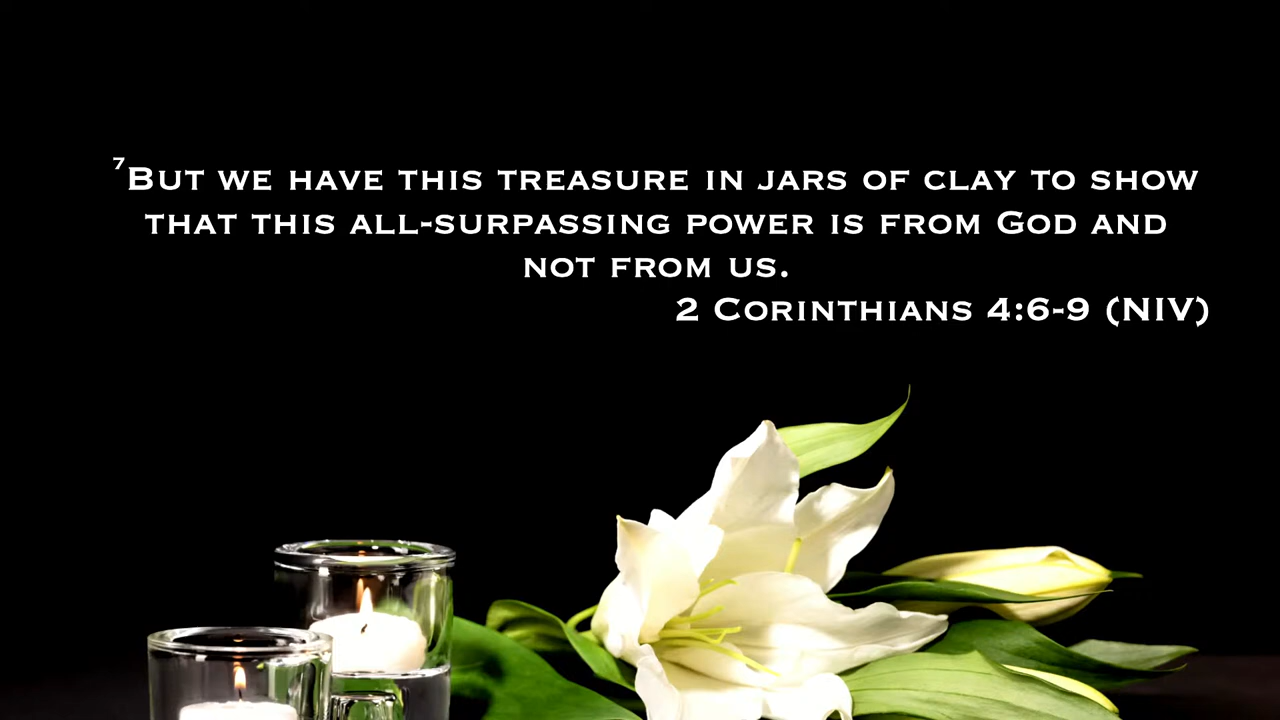 ⁷But we have this treasure in jars of clay to show
that this all-surpassing power is from God and
not from us.
2 Corinthians 4:6-9 (NIV)